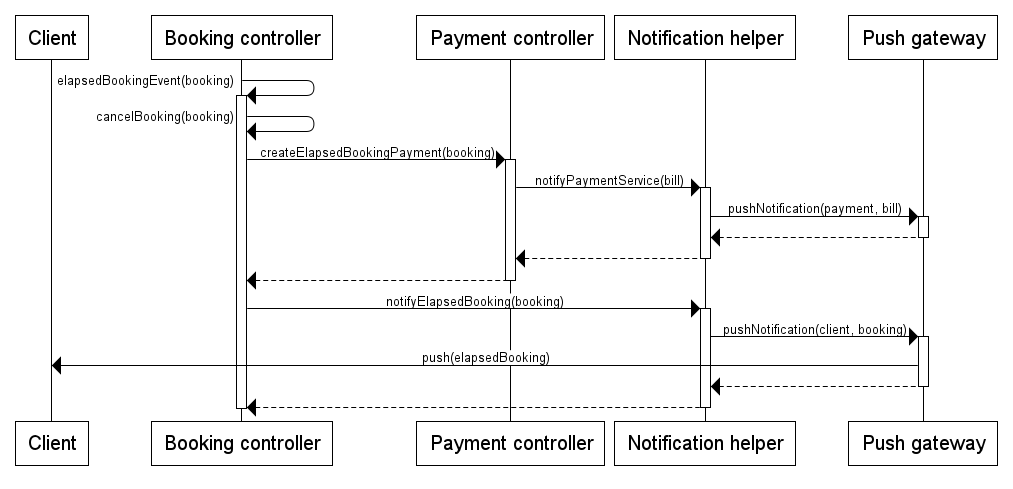 Client
Booking controller
Payment controller
Notification helper
Push gateway
elapsedBookingEvent(booking)
cancelBooking(booking)
createElapsedBookingPayment(booking)
notifyPaymentService(bill)
pushNotification(payment, bill)
notifyElapsedBooking(booking)
pushNotification(client, booking)
push(elapsedBooking)
Client
Booking controller
Payment controller
Notification helper
Push gateway